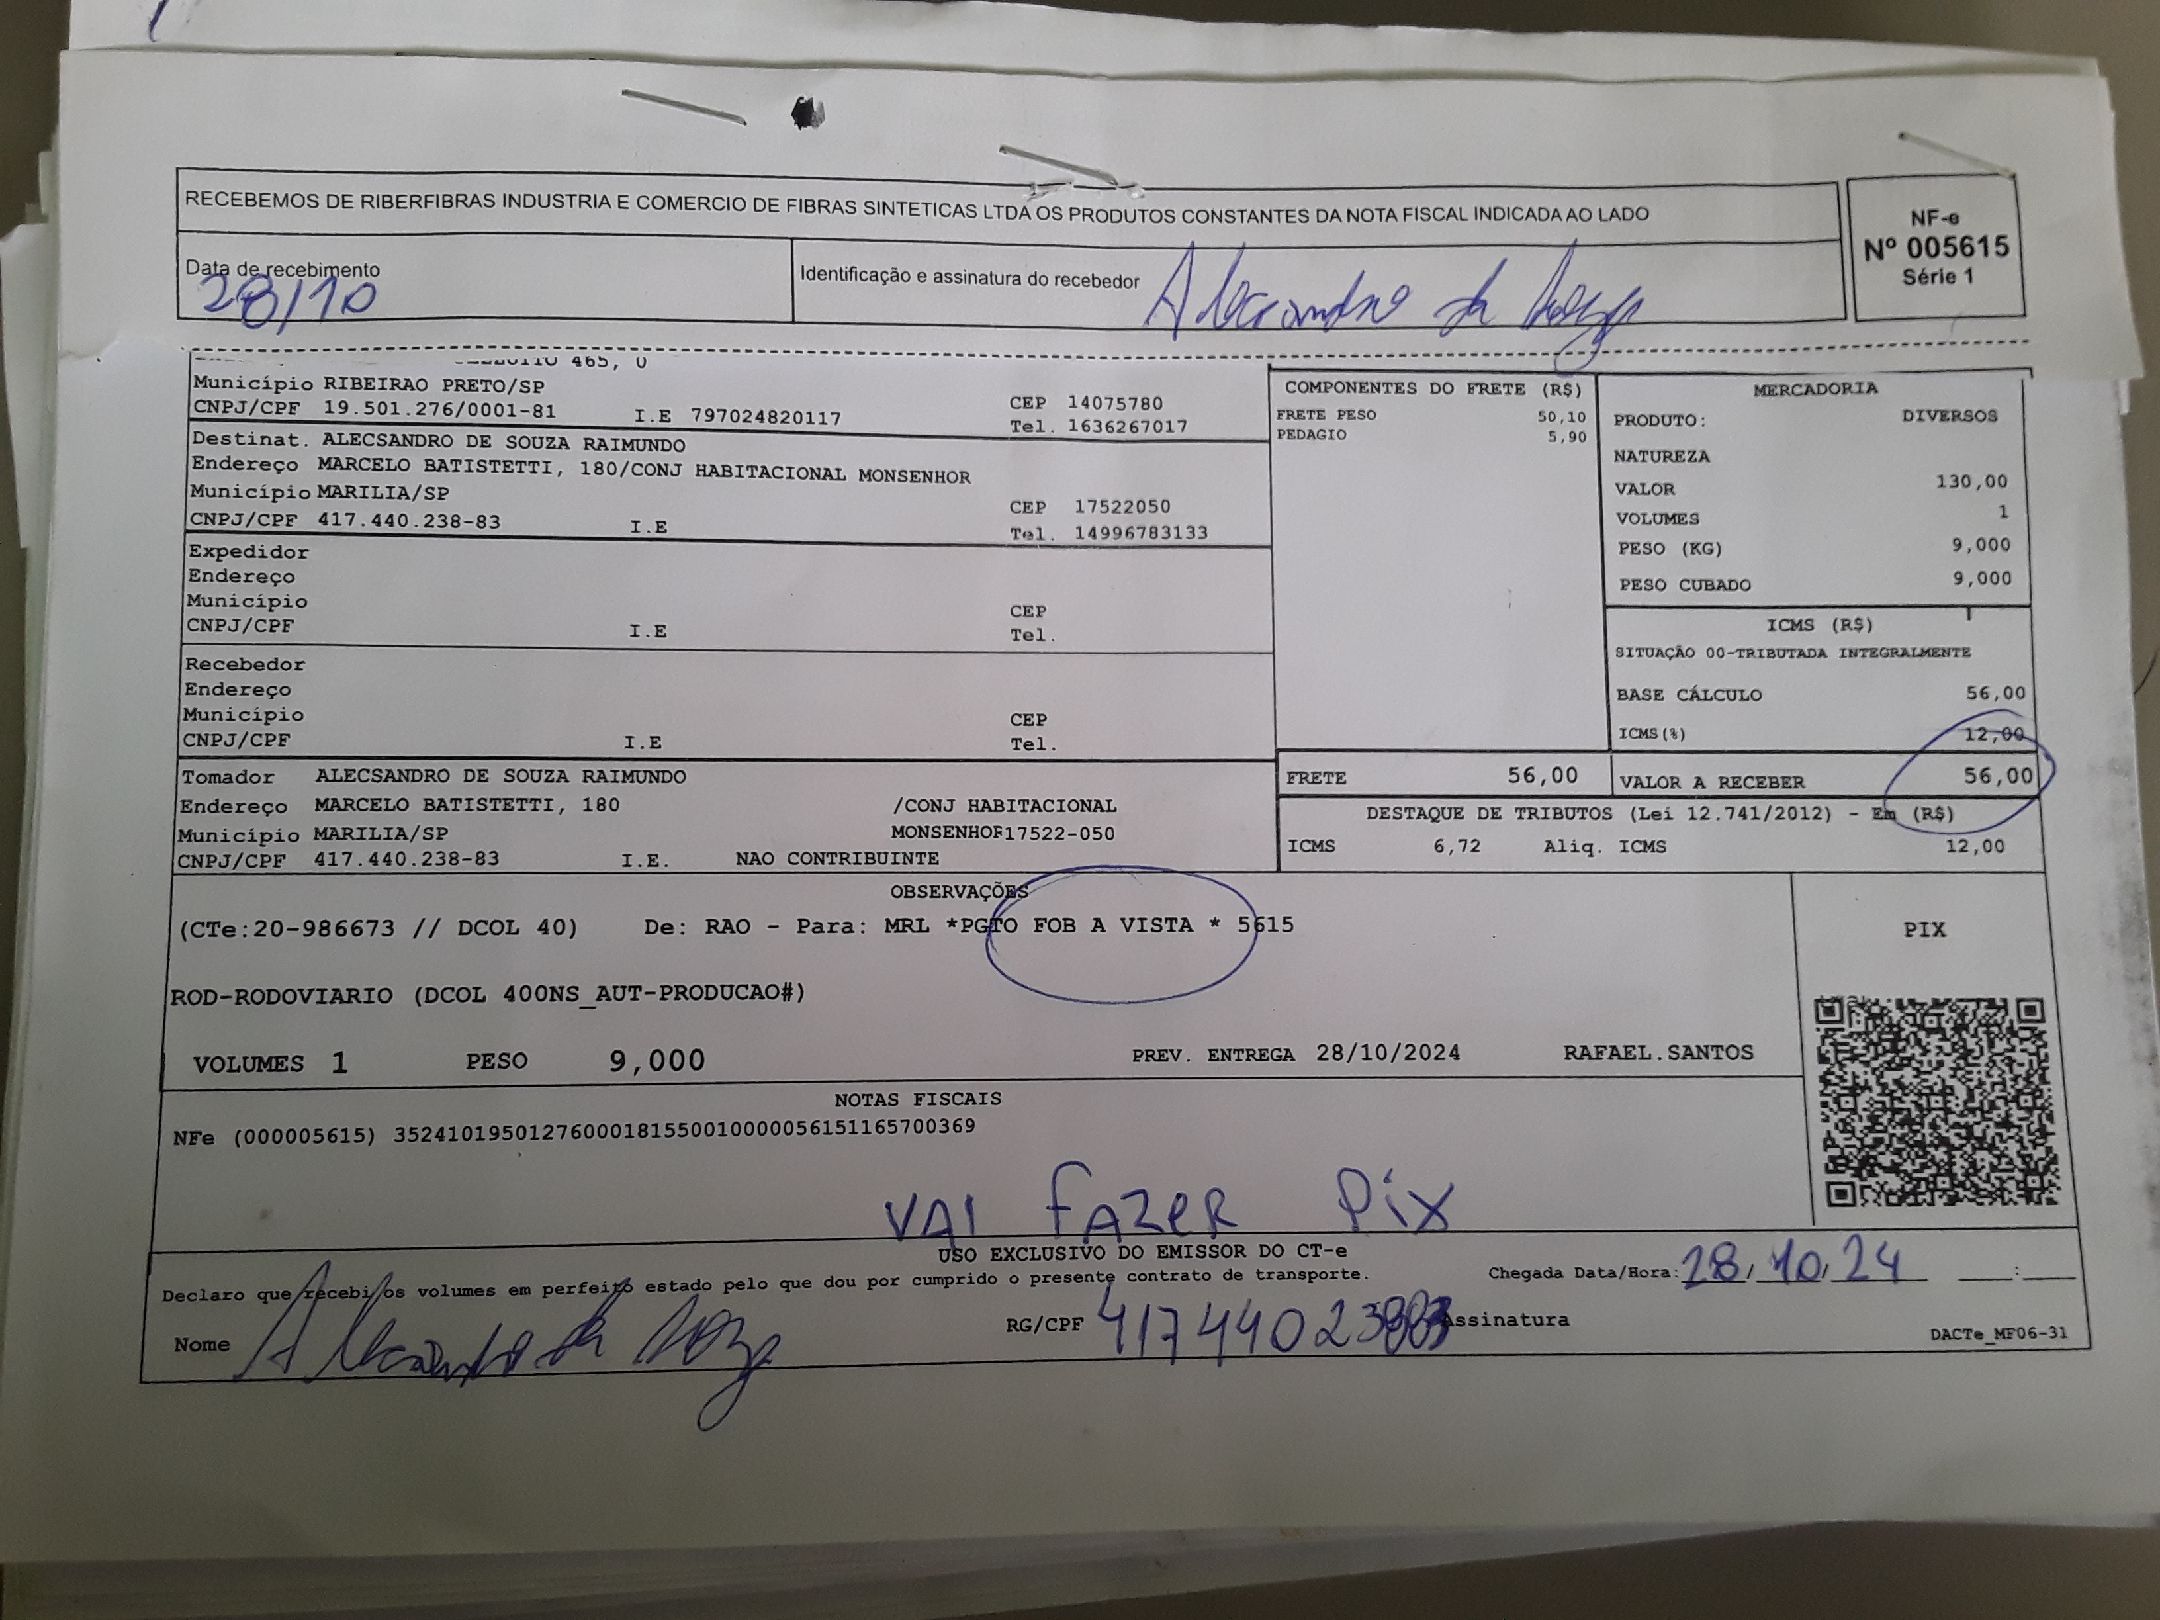 RECEBEMOS DE RIBERFIBRAS INDUSTRIA E COMERCIO DE FIBRAS SINTETICAS LTDA OS PRODUTOS CONSTANTES DA NOTA FISCAL INDICADA AO LADO
NF-e
Nº 005615
Série 1
Data de recebimento
28/10
Identificação e assinatura do recebedor
465, 0
Município RIBEIRAO PRETO/SP
CNPJ/CPF 19.501.276/0001-81 I.E 797024820117
CEP 14075780
Tel. 1636267017
Destinat. ALECSANDRO DE SOUZA RAIMUNDO
Endereço MARCELO BATISTETTI, 180/CONJ HABITACIONAL MONSENHOR
Município MARILIA/SP CEP 17522050
CNPJ/CPF 417.440.238-83 I.E Tel. 14996783133
Expedidor
Endereço
Município CEP
CNPJ/CPF I.E Tel.
Recebedor
Endereço
Município CEP
CNPJ/CPF I.E Tel.
Tomador ALECSANDRO DE SOUZA RAIMUNDO
Endereço MARCELO BATISTETTI, 180 /CONJ HABITACIONAL
Município MARILIA/SP MONSENHOR17522-050
CNPJ/CPF 417.440.238-83 I.E. NAO CONTRIBUINTE
COMPONENTES DO FRETE (R$)
FRETE PESO 50,10
PEDAGIO 5,90
MERCADORIA
PRODUTO: DIVERSOS
NATUREZA
VALOR 130,00
VOLUMES 1
PESO (KG) 9,000
PESO CUBADO 9,000
ICMS (R$)
SITUAÇÃO 00-TRIBUTADA INTEGRALMENTE
BASE CÁLCULO 56,00
ICMS(%) 12,00
FRETE 56,00
VALOR A RECEBER 56,00
DESTAQUE DE TRIBUTOS (Lei 12.741/2012) - Em (R$)
ICMS 6,72 Aliq. ICMS 12,00
OBSERVAÇÕES
(CTe:20-986673 // DCOL 40) De: RAO - Para: MRL *PGTO FOB A VISTA * 5615
ROD-RODOVIARIO (DCOL 400NS_AUT-PRODUCAO#)
VOLUMES 1 PESO 9,000 PREV. ENTREGA 28/10/2024 RAFAEL.SANTOS
PIX
NOTAS FISCAIS
NFe (000005615) 35241019501276000181550010000056151165700369
VAI FAZER PIX
USO EXCLUSIVO DO EMISSOR DO CT-e
Declaro que recebi os volumes em perfeito estado pelo que dou por cumprido o presente contrato de transporte.
Chegada Data/Hora: 28/10/24 :
Nome
RG/CPF
Assinatura
DACTe_MF06-31